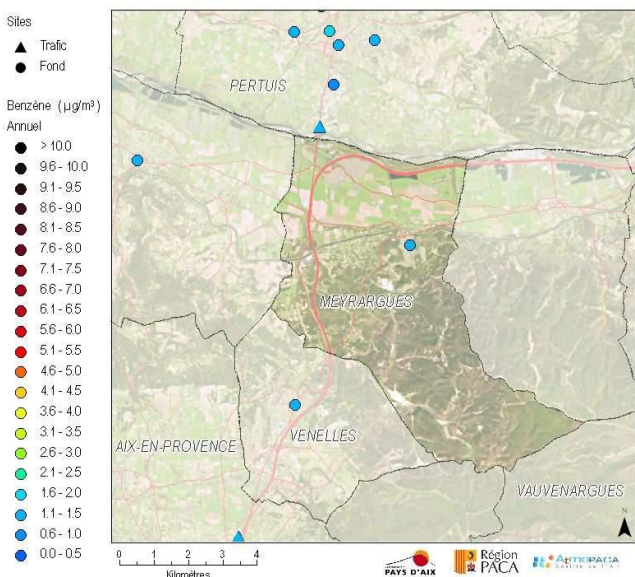 Sites
Trafic
Fond
Benzène (µg/m³)
Annuel
> 10.0
9.6 - 10.0
9.1 - 9.5
8.6 - 9.0
8.1 - 8.5
7.6 - 8.0
7.1 - 7.5
6.6 - 7.0
6.1 - 6.5
5.6 - 6.0
5.1 - 5.5
4.6 - 5.0
4.1 - 4.5
3.6 - 4.0
3.1 - 3.5
2.6 - 3.0
2.1 - 2.5
1.6 - 2.0
1.1 - 1.5
0.6 - 1.0
0.0 - 0.5
PERTUIS
MEYRARGUES
VENELLES
AIX-EN-PROVENCE
VAUVENARGUES
N
0 2 4
Kilomètres
PAYS D'AIX
Région
PACA
AtmoPACA